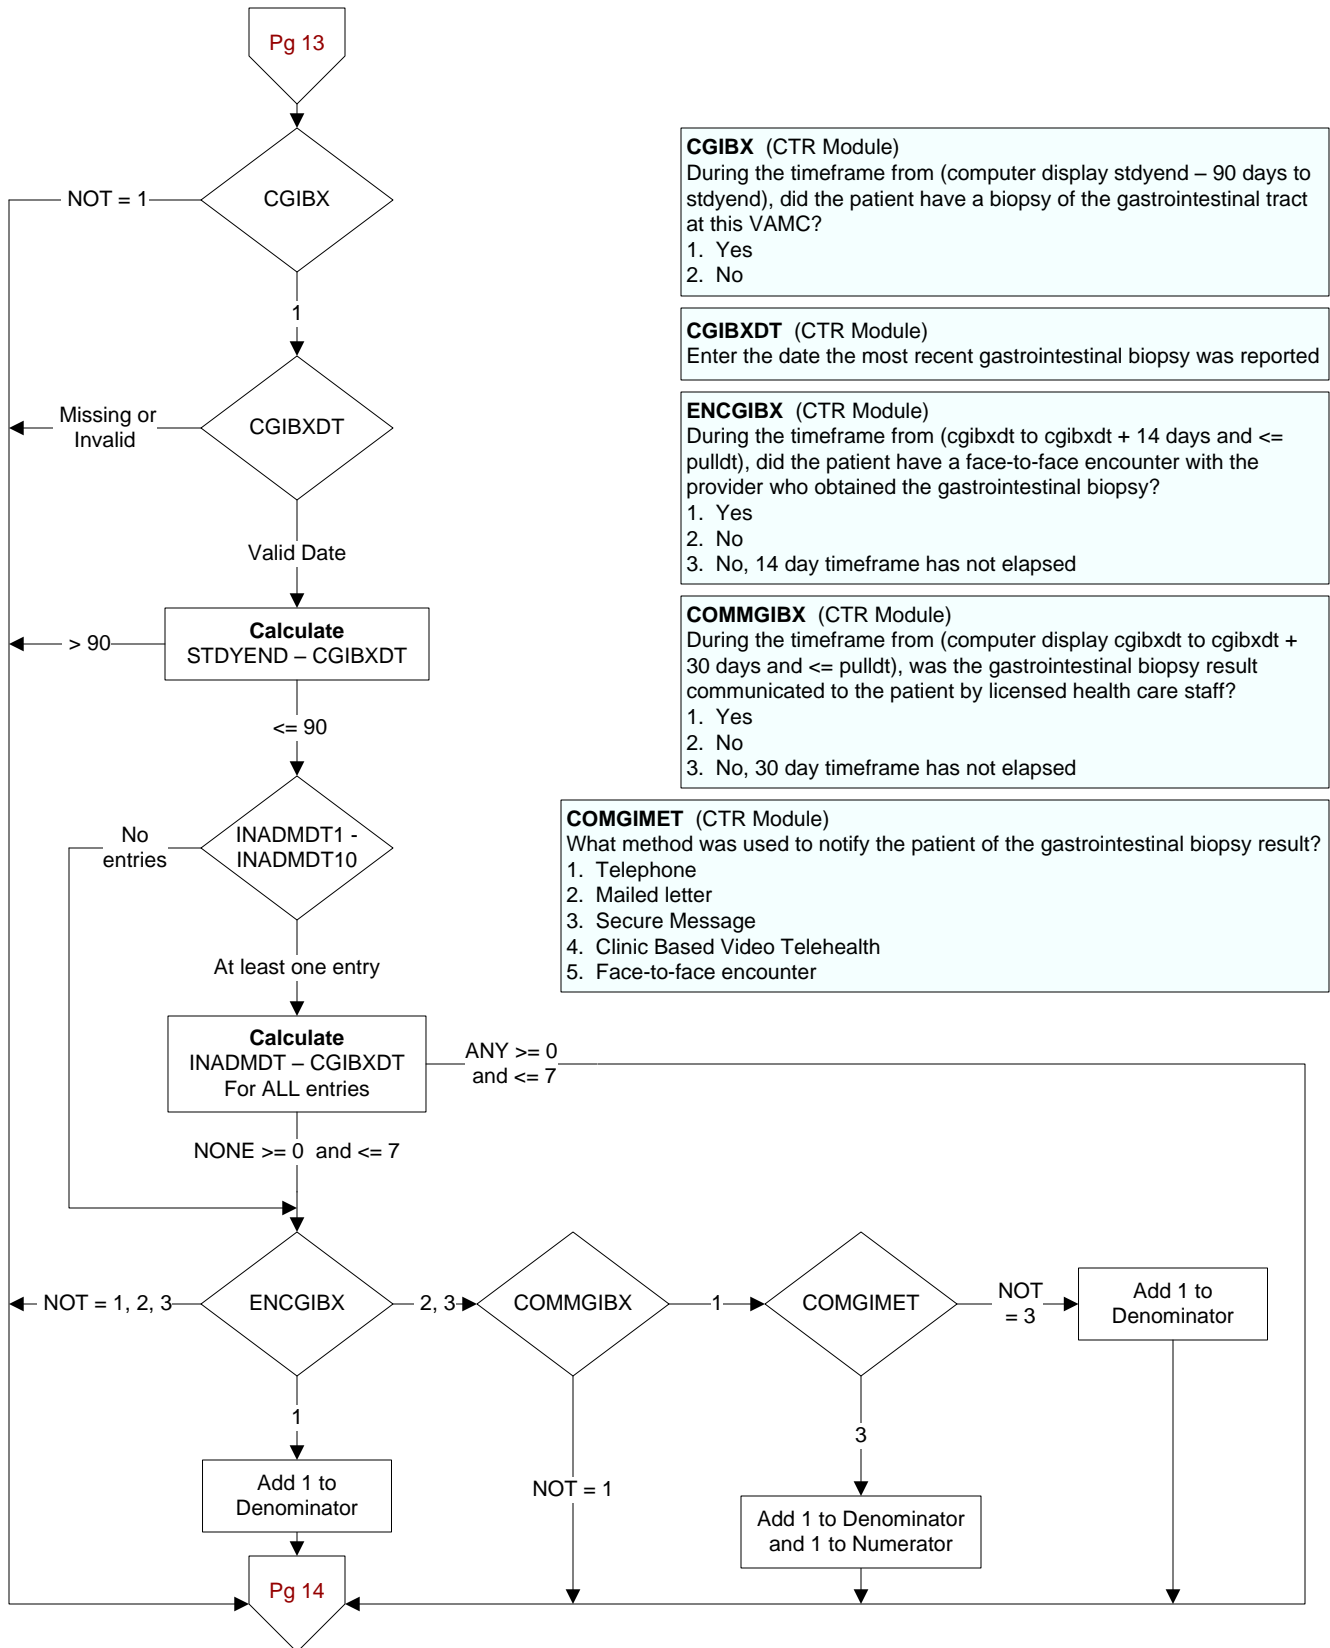 Pg 13
CGIBX
NOT = 1
1
CGIBXDT
Missing or
Invalid
Valid Date
Calculate
STDYEND – CGIBXDT
> 90
<= 90
INADMDT1 -
INADMDT10
No
entries
At least one entry
Calculate
INADMDT – CGIBXDT
For ALL entries
ANY >= 0
and <= 7
NONE >= 0 and <= 7
ENCGIBX
NOT = 1, 2, 3
2, 3
COMMGIBX
1
COMGIMET
NOT
= 3
Add 1 to
Denominator
1
3
NOT = 1
Add 1 to
Denominator
Add 1 to Denominator
and 1 to Numerator
Pg 14
CGIBX (CTR Module)
During the timeframe from (computer display stdyend – 90 days to
stdyend), did the patient have a biopsy of the gastrointestinal tract
at this VAMC?
1. Yes
2. No
CGIBXDT (CTR Module)
Enter the date the most recent gastrointestinal biopsy was reported
ENCGIBX (CTR Module)
During the timeframe from (cgibxdt to cgibxdt + 14 days and <=
pulldt), did the patient have a face-to-face encounter with the
provider who obtained the gastrointestinal biopsy?
1. Yes
2. No
3. No, 14 day timeframe has not elapsed
COMMGIBX (CTR Module)
During the timeframe from (computer display cgibxdt to cgibxdt +
30 days and <= pulldt), was the gastrointestinal biopsy result
communicated to the patient by licensed health care staff?
1. Yes
2. No
3. No, 30 day timeframe has not elapsed
COMGIMET (CTR Module)
What method was used to notify the patient of the gastrointestinal biopsy result?
1. Telephone
2. Mailed letter
3. Secure Message
4. Clinic Based Video Telehealth
5. Face-to-face encounter